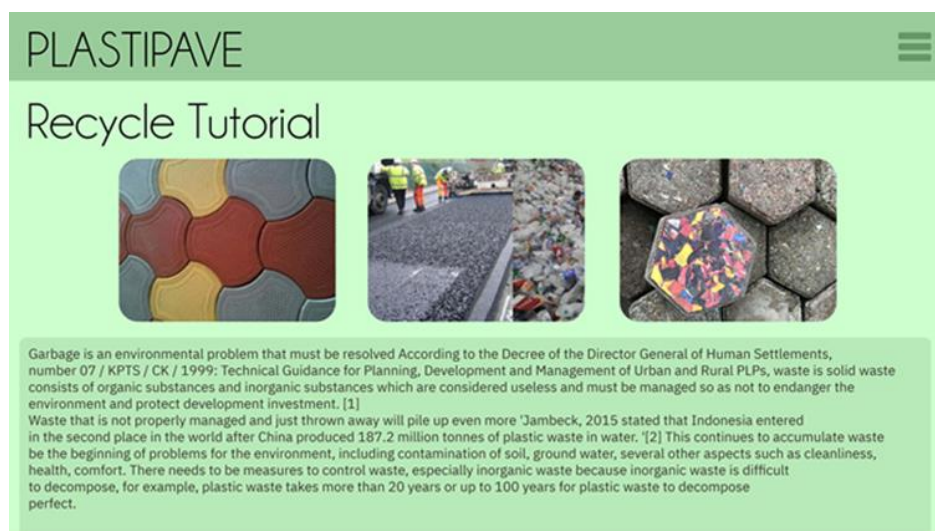 PLASTIPAVE
Recycle Tutorial
Garbage is an environmental problem that must be resolved According to the Decree of the Director General of Human Settlements,
number 07 / KPTS / CK / 1999: Technical Guidance for Planning, Development and Management of Urban and Rural PLPs, waste is solid waste
consists of organic substances and inorganic substances which are considered useless and must be managed so as not to endanger the
environment and protect development investment. [1]
Waste that is not properly managed and just thrown away will pile up even more 'Jambeck, 2015 stated that Indonesia entered
in the second place in the world after China produced 187.2 million tonnes of plastic waste in water. '[2] This continues to accumulate waste
be the beginning of problems for the environment, including contamination of soil, ground water, several other aspects such as cleanliness,
health, comfort. There needs to be measures to control waste, especially inorganic waste because inorganic waste is difficult
to decompose, for example, plastic waste takes more than 20 years or up to 100 years for plastic waste to decompose
perfect.